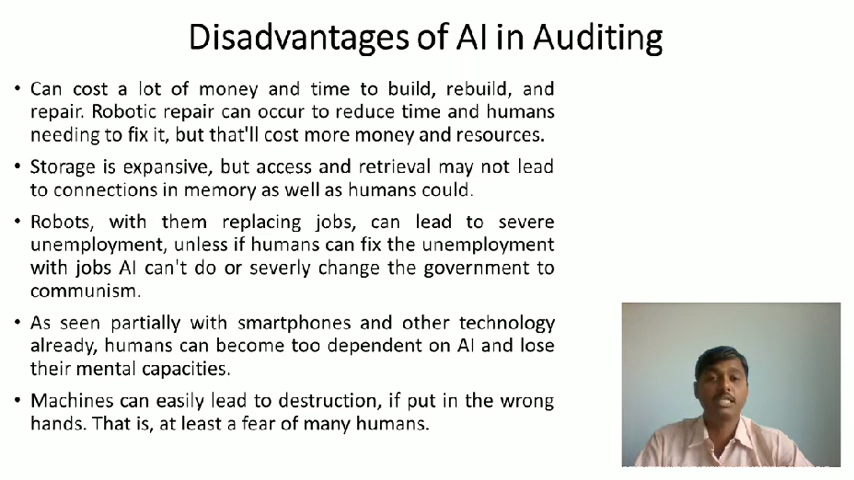 Disadvantages of AI in Auditing
• Can cost a lot of money and time to build, rebuild, and
repair. Robotic repair can occur to reduce time and humans
needing to fix it, but that'll cost more money and resources.
• Storage is expansive, but access and retrieval may not lead
to connections in memory as well as humans could.
• Robots, with them replacing jobs, can lead to severe
unemployment, unless if humans can fix the unemployment
with jobs AI can't do or severly change the government to
communism.
• As seen partially with smartphones and other technology
already, humans can become too dependent on AI and lose
their mental capacities.
• Machines can easily lead to destruction, if put in the wrong
hands. That is, at least a fear of many humans.